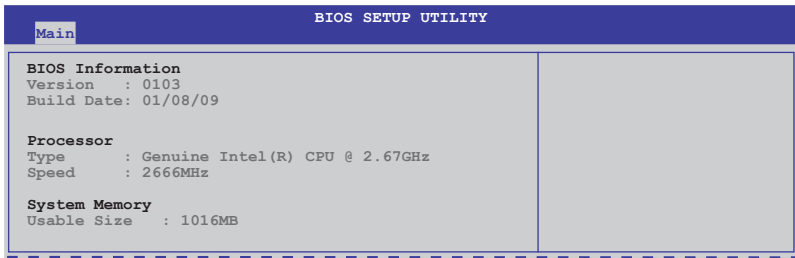 BIOS SETUP UTILITY
Main
BIOS Information
Version : 0103
Build Date: 01/08/09
Processor
Type : Genuine Intel(R) CPU @ 2.67GHz
Speed : 2666MHz
System Memory
Usable Size : 1016MB